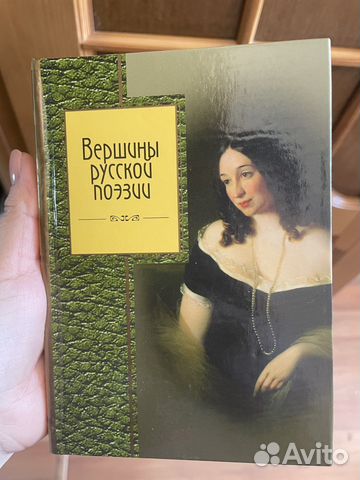 Вершины
русской
поэзии
Avito